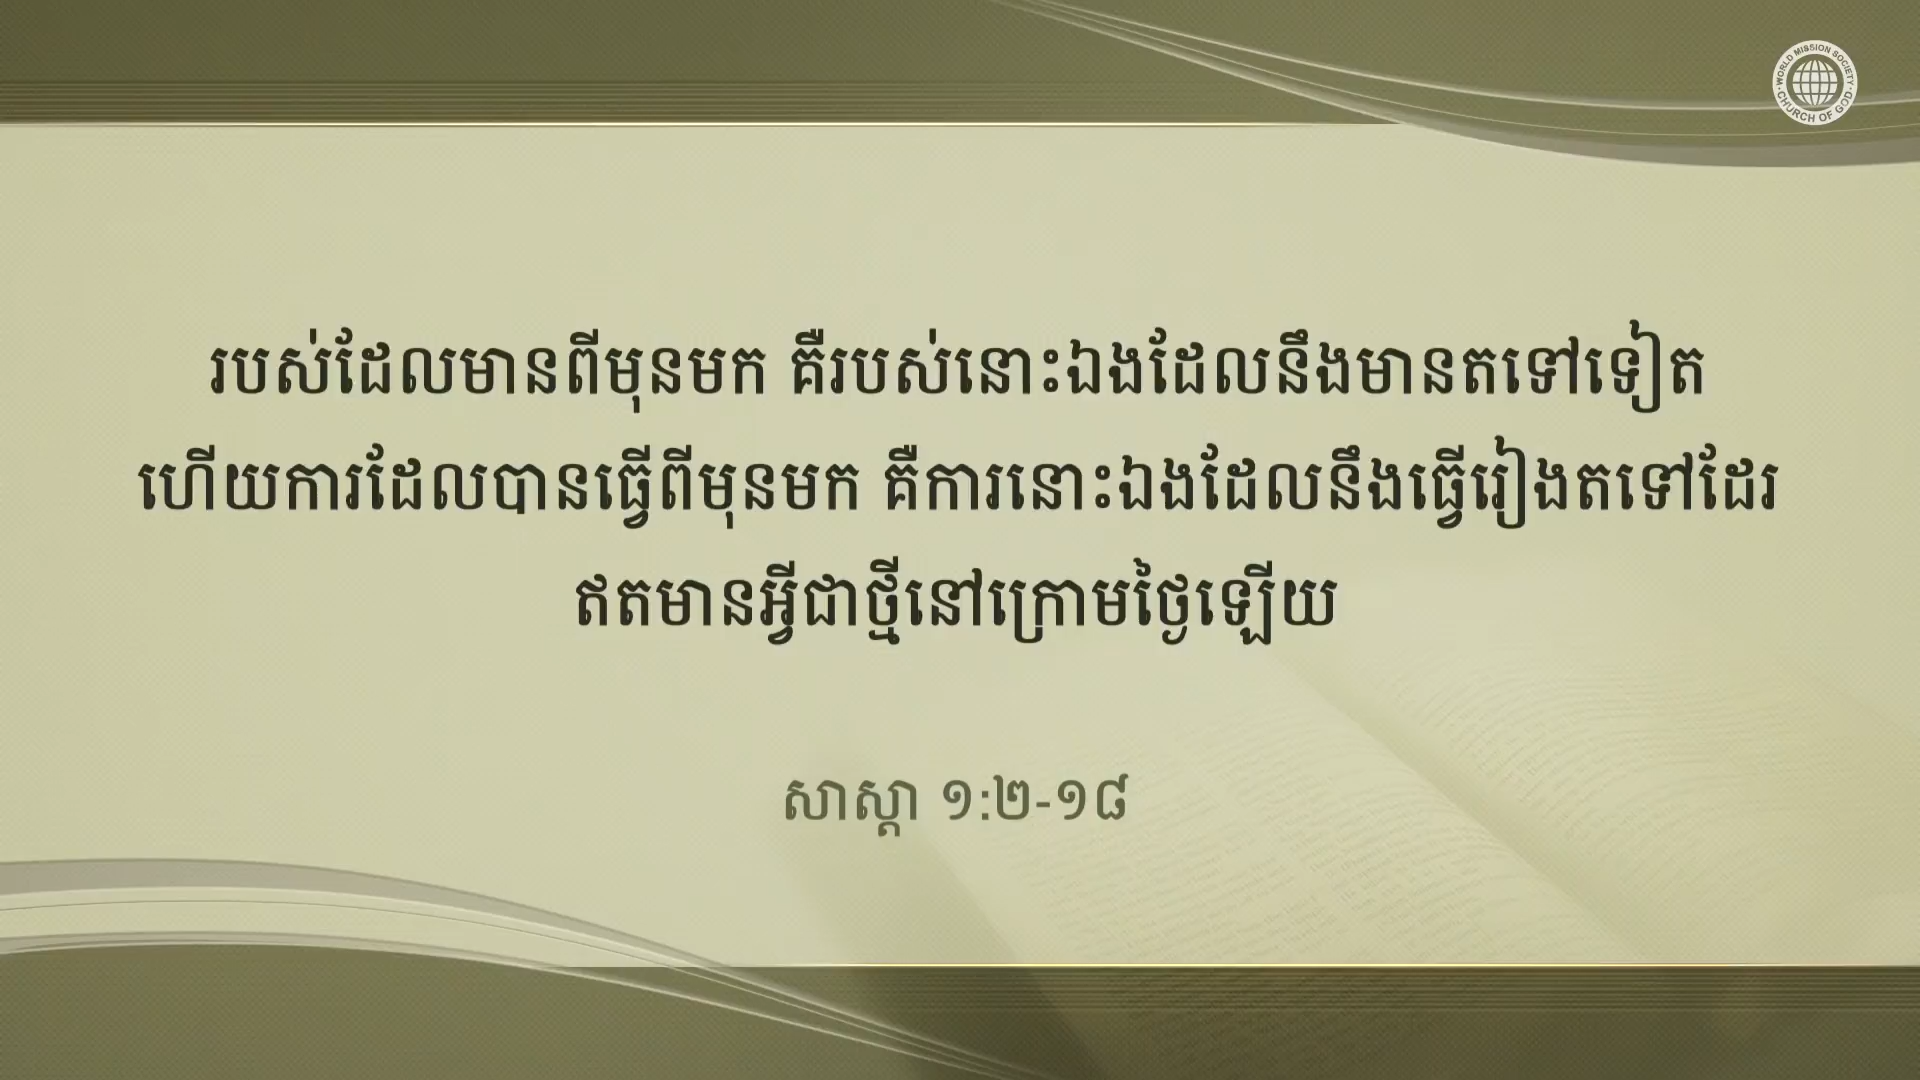 WORLD MISSION SOCIETY CHURCH OF GOD
របស់ដែលមានពីមុនមក គឺរបស់នោះឯងដែលនឹងមានតទៅទៀត
ហើយការដែលបានធ្វើពីមុនមក គឺការនោះឯងដែលនឹងធ្វើរៀងតទៅដែរ
ឥតមានអ្វីជាថ្មីនៅក្រោមថ្ងៃឡើយ
សាស្តា ១:២-១៨